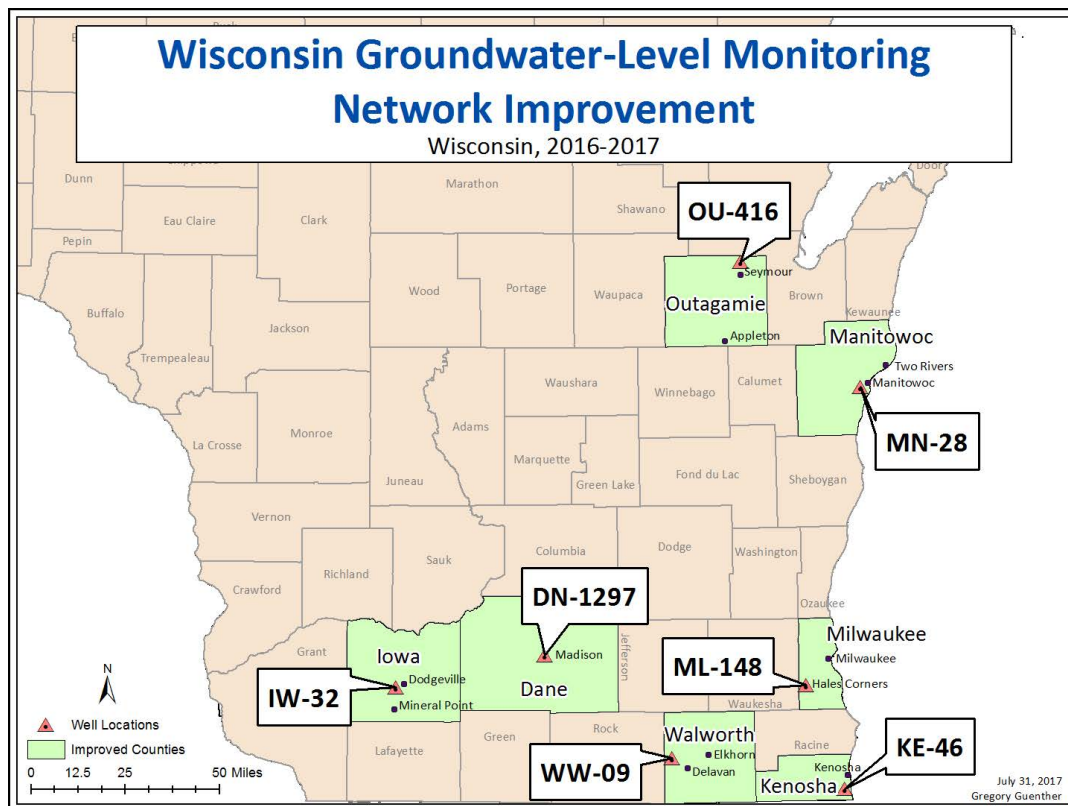 Wisconsin Groundwater-Level Monitoring
Network Improvement
Wisconsin, 2016-2017
Door
Dunn
Marathon
Shawano
Clark
Eau Claire
OU-416
Pepin
Seymour
Wood
Portage
Waupaca
Brown
Outagamie
Buffalo
Jackson
Kewaunee
Appleton
Manitowoc
Trempealeau
Two Rivers
Waushara
Winnebago
Calumet
Manitowoc
Adams
Monroe
MN-28
La Crosse
Marquette
Fond du Lac
Juneau
Green Lake
Sheboygan
Vernon
Sauk
Columbia
Dodge
Washington
Richland
Crawford
DN-1297
Ozaukee
Milwaukee
Grant
Iowa
Madison
Jefferson
ML-148
Milwaukee
Dodgeville
Hales Corners
IW-32
Dane
N
Mineral Point
Waukesha
Well Locations
Rock
Walworth
Green
Racine
KE-46
Improved Counties
Lafayette
Elkhorn
WW-09
Delavan
Kenosha
0 12.5 25 50 Miles
Kenosha
July 31, 2017
Gregory Guenther